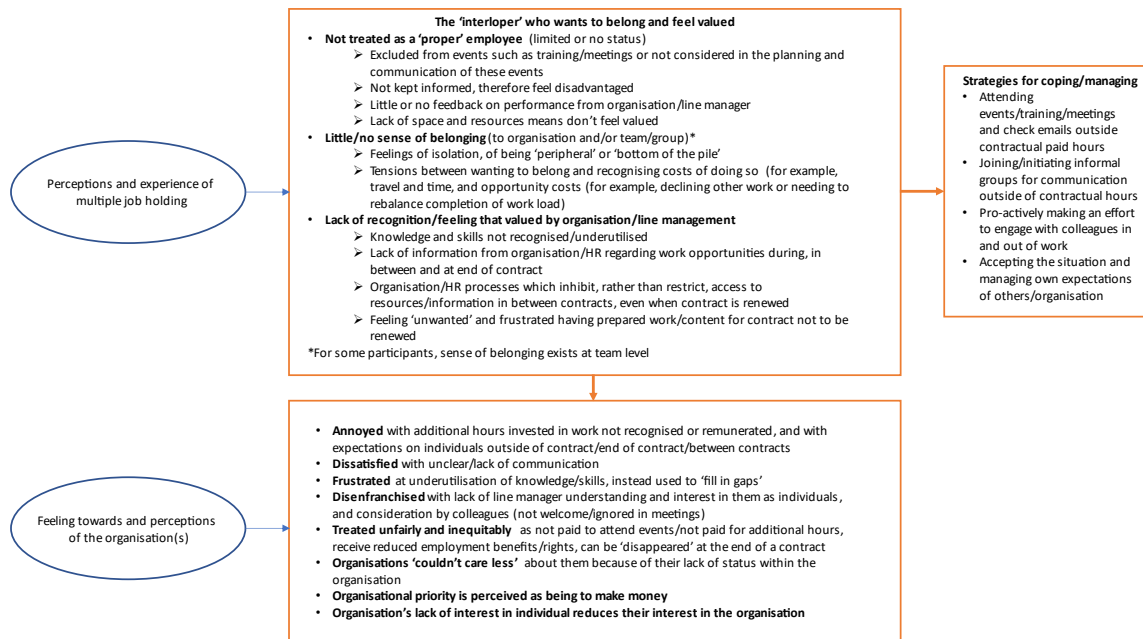 The ‘interloper’ who wants to belong and feel valued
• Not treated as a ‘proper’ employee (limited or no status)
➢ Excluded from events such as training/meetings or not considered in the planning and
communication of these events
➢ Not kept informed, therefore feel disadvantaged
➢ Little or no feedback on performance from organisation/line manager
➢ Lack of space and resources means don’t feel valued
• Little/no sense of belonging (to organisation and/or team/group)*
➢ Feelings of isolation, of being ‘peripheral’ or ‘bottom of the pile’
➢ Tensions between wanting to belong and recognising costs of doing so (for example,
travel and time, and opportunity costs (for example, declining other work or needing to
rebalance completion of work load)
• Lack of recognition/feeling that valued by organisation/line management
➢ Knowledge and skills not recognised/underutilised
➢ Lack of information from organisation/HR regarding work opportunities during, in
between and at end of contract
➢ Organisation/HR processes which inhibit, rather than restrict, access to
resources/information in between contracts, even when contract is renewed
➢ Feeling ‘unwanted’ and frustrated having prepared work/content for contract not to be
renewed
*For some participants, sense of belonging exists at team level
Perceptions and experience of
multiple job holding
Strategies for coping/managing
• Attending
events/training/meetings
and check emails outside
contractual paid
hours
• Joining/initiating informal
groups for communication
outside of contractual hours
• Pro-actively making an effort
to engage with colleagues in
and out of work
• Accepting the situation and
managing own expectations
of others/organisation
• Annoyed with additional hours invested in work not recognised or remunerated, and with
expectations on individuals outside of contract/end of contract/between contracts
• Dissatisfied with unclear/lack of communication
• Frustrated at underutilisation of knowledge/skills, instead used to ‘fill in gaps’
• Disenfranchised with lack of line manager understanding and interest in them as individuals,
and consideration by colleagues (not welcome/ignored in meetings)
• Treated unfairly and inequitably as not paid to attend events/not paid for additional hours,
receive reduced employment benefits/rights, can be ‘disappeared’ at the end of a contract
• Organisations ‘couldn’t care less’ about them because of their lack of status within the
organisation
• Organisational priority is perceived as being to make money
• Organisation’s lack of interest in individual reduces their interest in the organisation
Feeling towards and perceptions
of the organisation(s)